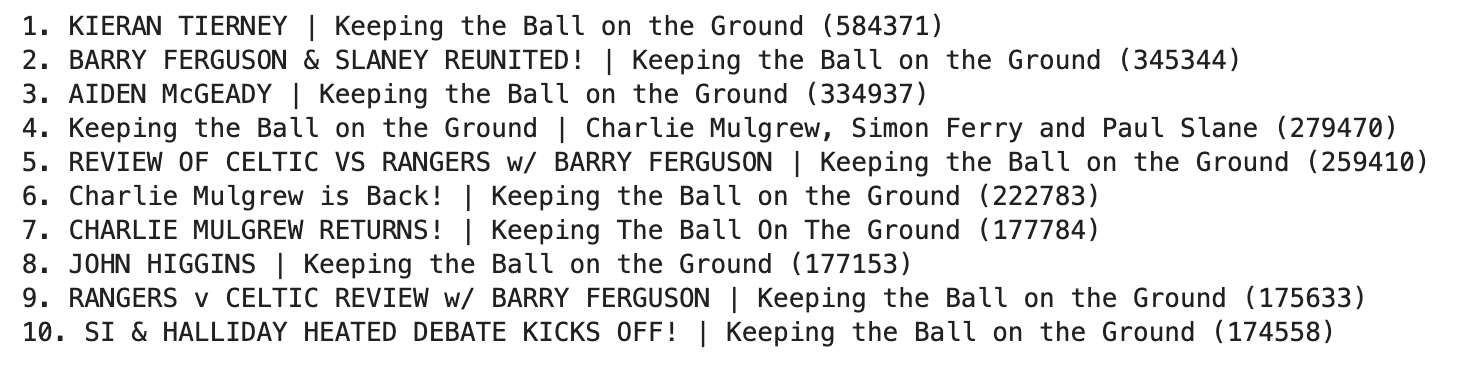 1. KIERAN TIERNEY | Keeping the Ball on the Ground (584371)
2. BARRY FERGUSON & SLANEY REUNITED! | Keeping the Ball on the Ground (345344)
3. AIDEN McGEADY | Keeping the Ball on the Ground (334937)
4. Keeping the Ball on the Ground | Charlie Mulgrew, Simon Ferry and Paul Slane (279470)
5. REVIEW OF CELTIC VS RANGERS w/ BARRY FERGUSON | Keeping the Ball on the Ground (259410)
6. Charlie Mulgrew is Back! | Keeping the Ball on the Ground (222783)
7. CHARLIE MULGREW RETURNS! | Keeping The Ball On The Ground (177784)
8. JOHN HIGGINS | Keeping the Ball on the Ground (177153)
9. RANGERS v CELTIC REVIEW w/ BARRY FERGUSON | Keeping the Ball on the Ground (175633)
10. SI & HALLIDAY HEATED DEBATE KICKS OFF! | Keeping the Ball on the Ground (174558)